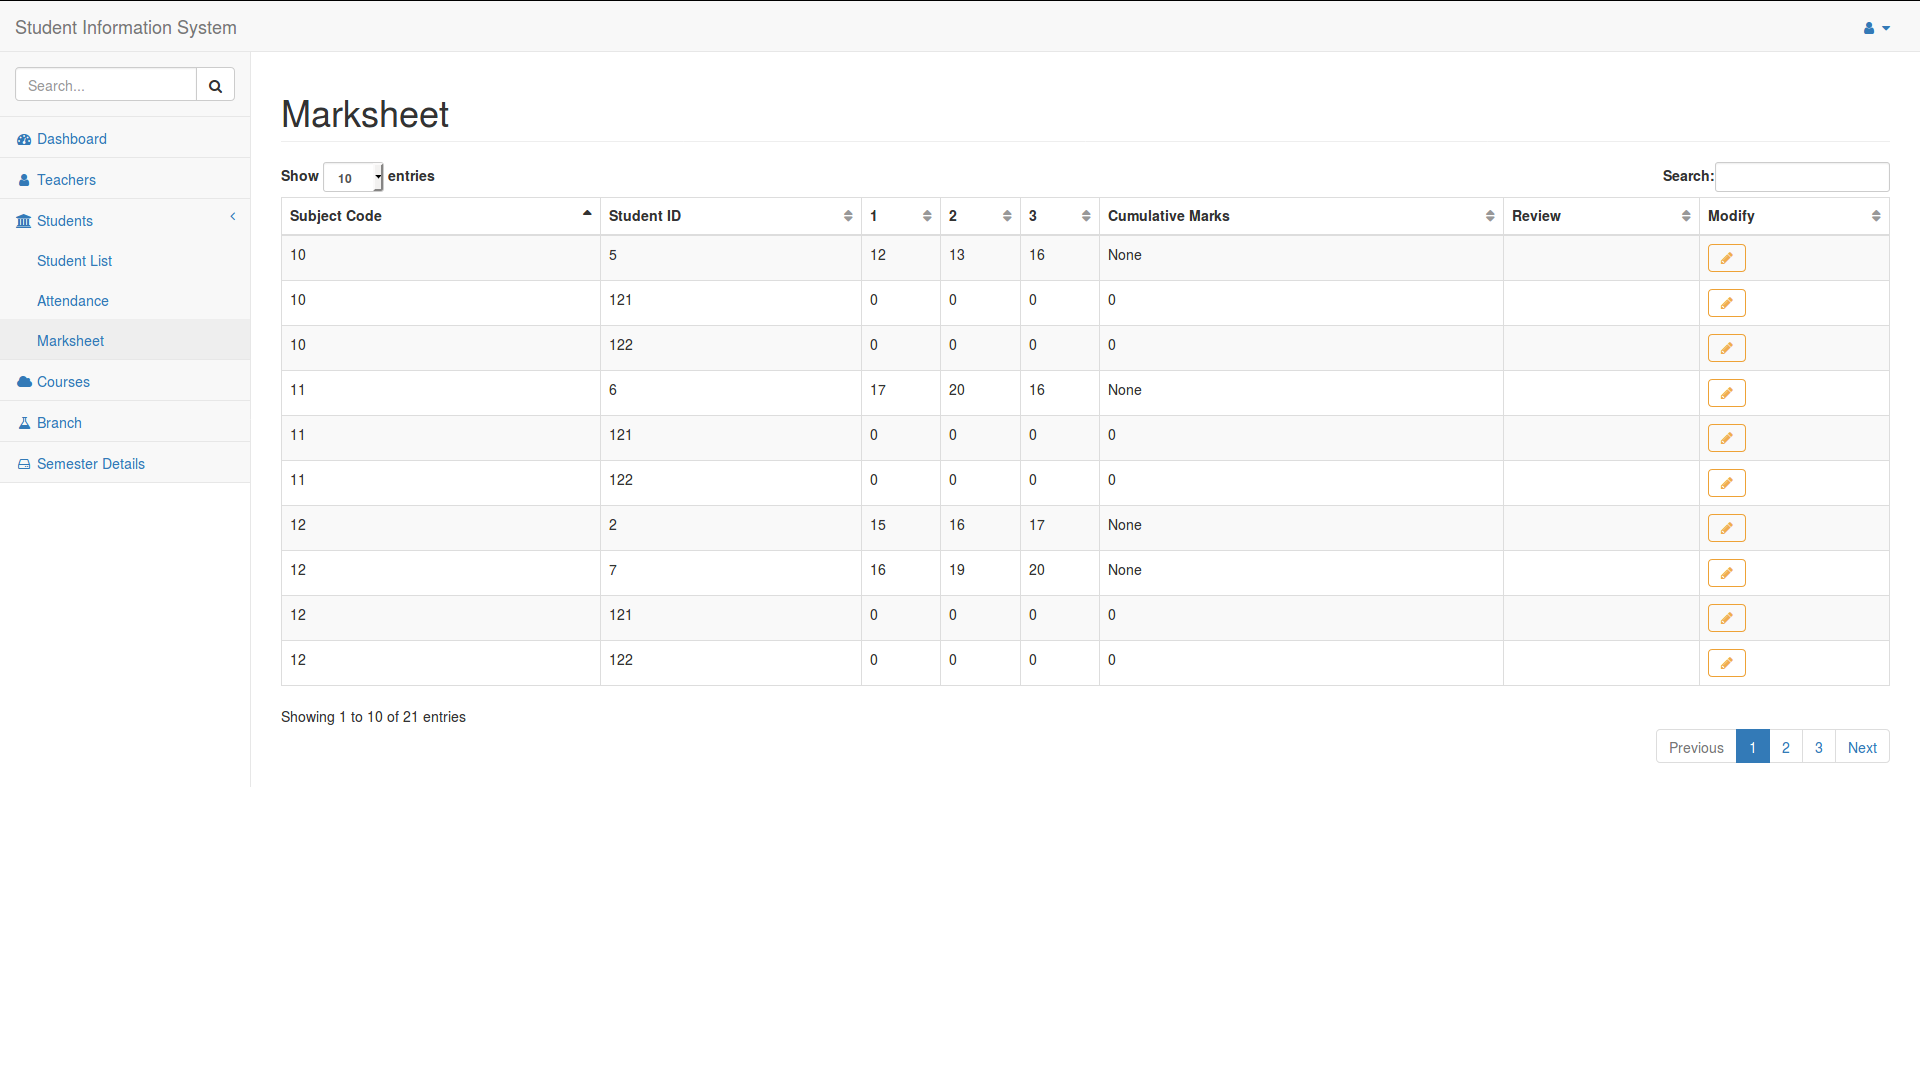 Student Information System
Search...
Dashboard
Teachers
Students
Student List
Attendance
Marksheet
Courses
Branch
Semester Details
Marksheet
Show 10 entries Search:
Subject Code Student ID 1 2 3 Cumulative Marks Review Modify
10 5 12 13 16 None
10 121 0 0 0 0
10 122 0 0 0 0
11 6 17 20 16 None
11 121 0 0 0 0
11 122 0 0 0 0
12 2 15 16 17 None
12 7 16 19 20 None
12 121 0 0 0 0
12 122 0 0 0 0
Showing 1 to 10 of 21 entries
Previous 1 2 3 Next